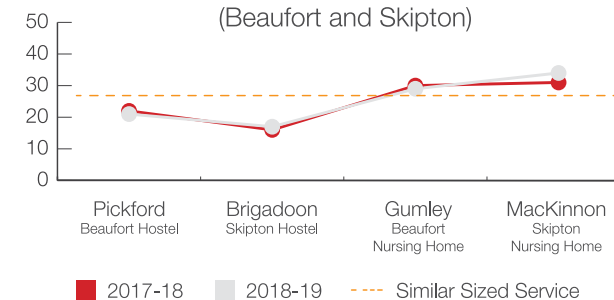 (Beaufort and Skipton)
50
40
30
20
10
0
Pickford
Beaufort Hostel
Brigadoon
Skipton Hostel
Gumley
Beaufort
Nursing Home
MacKinnon
Skipton
Nursing Home
2017-18 2018-19 Similar Sized Service